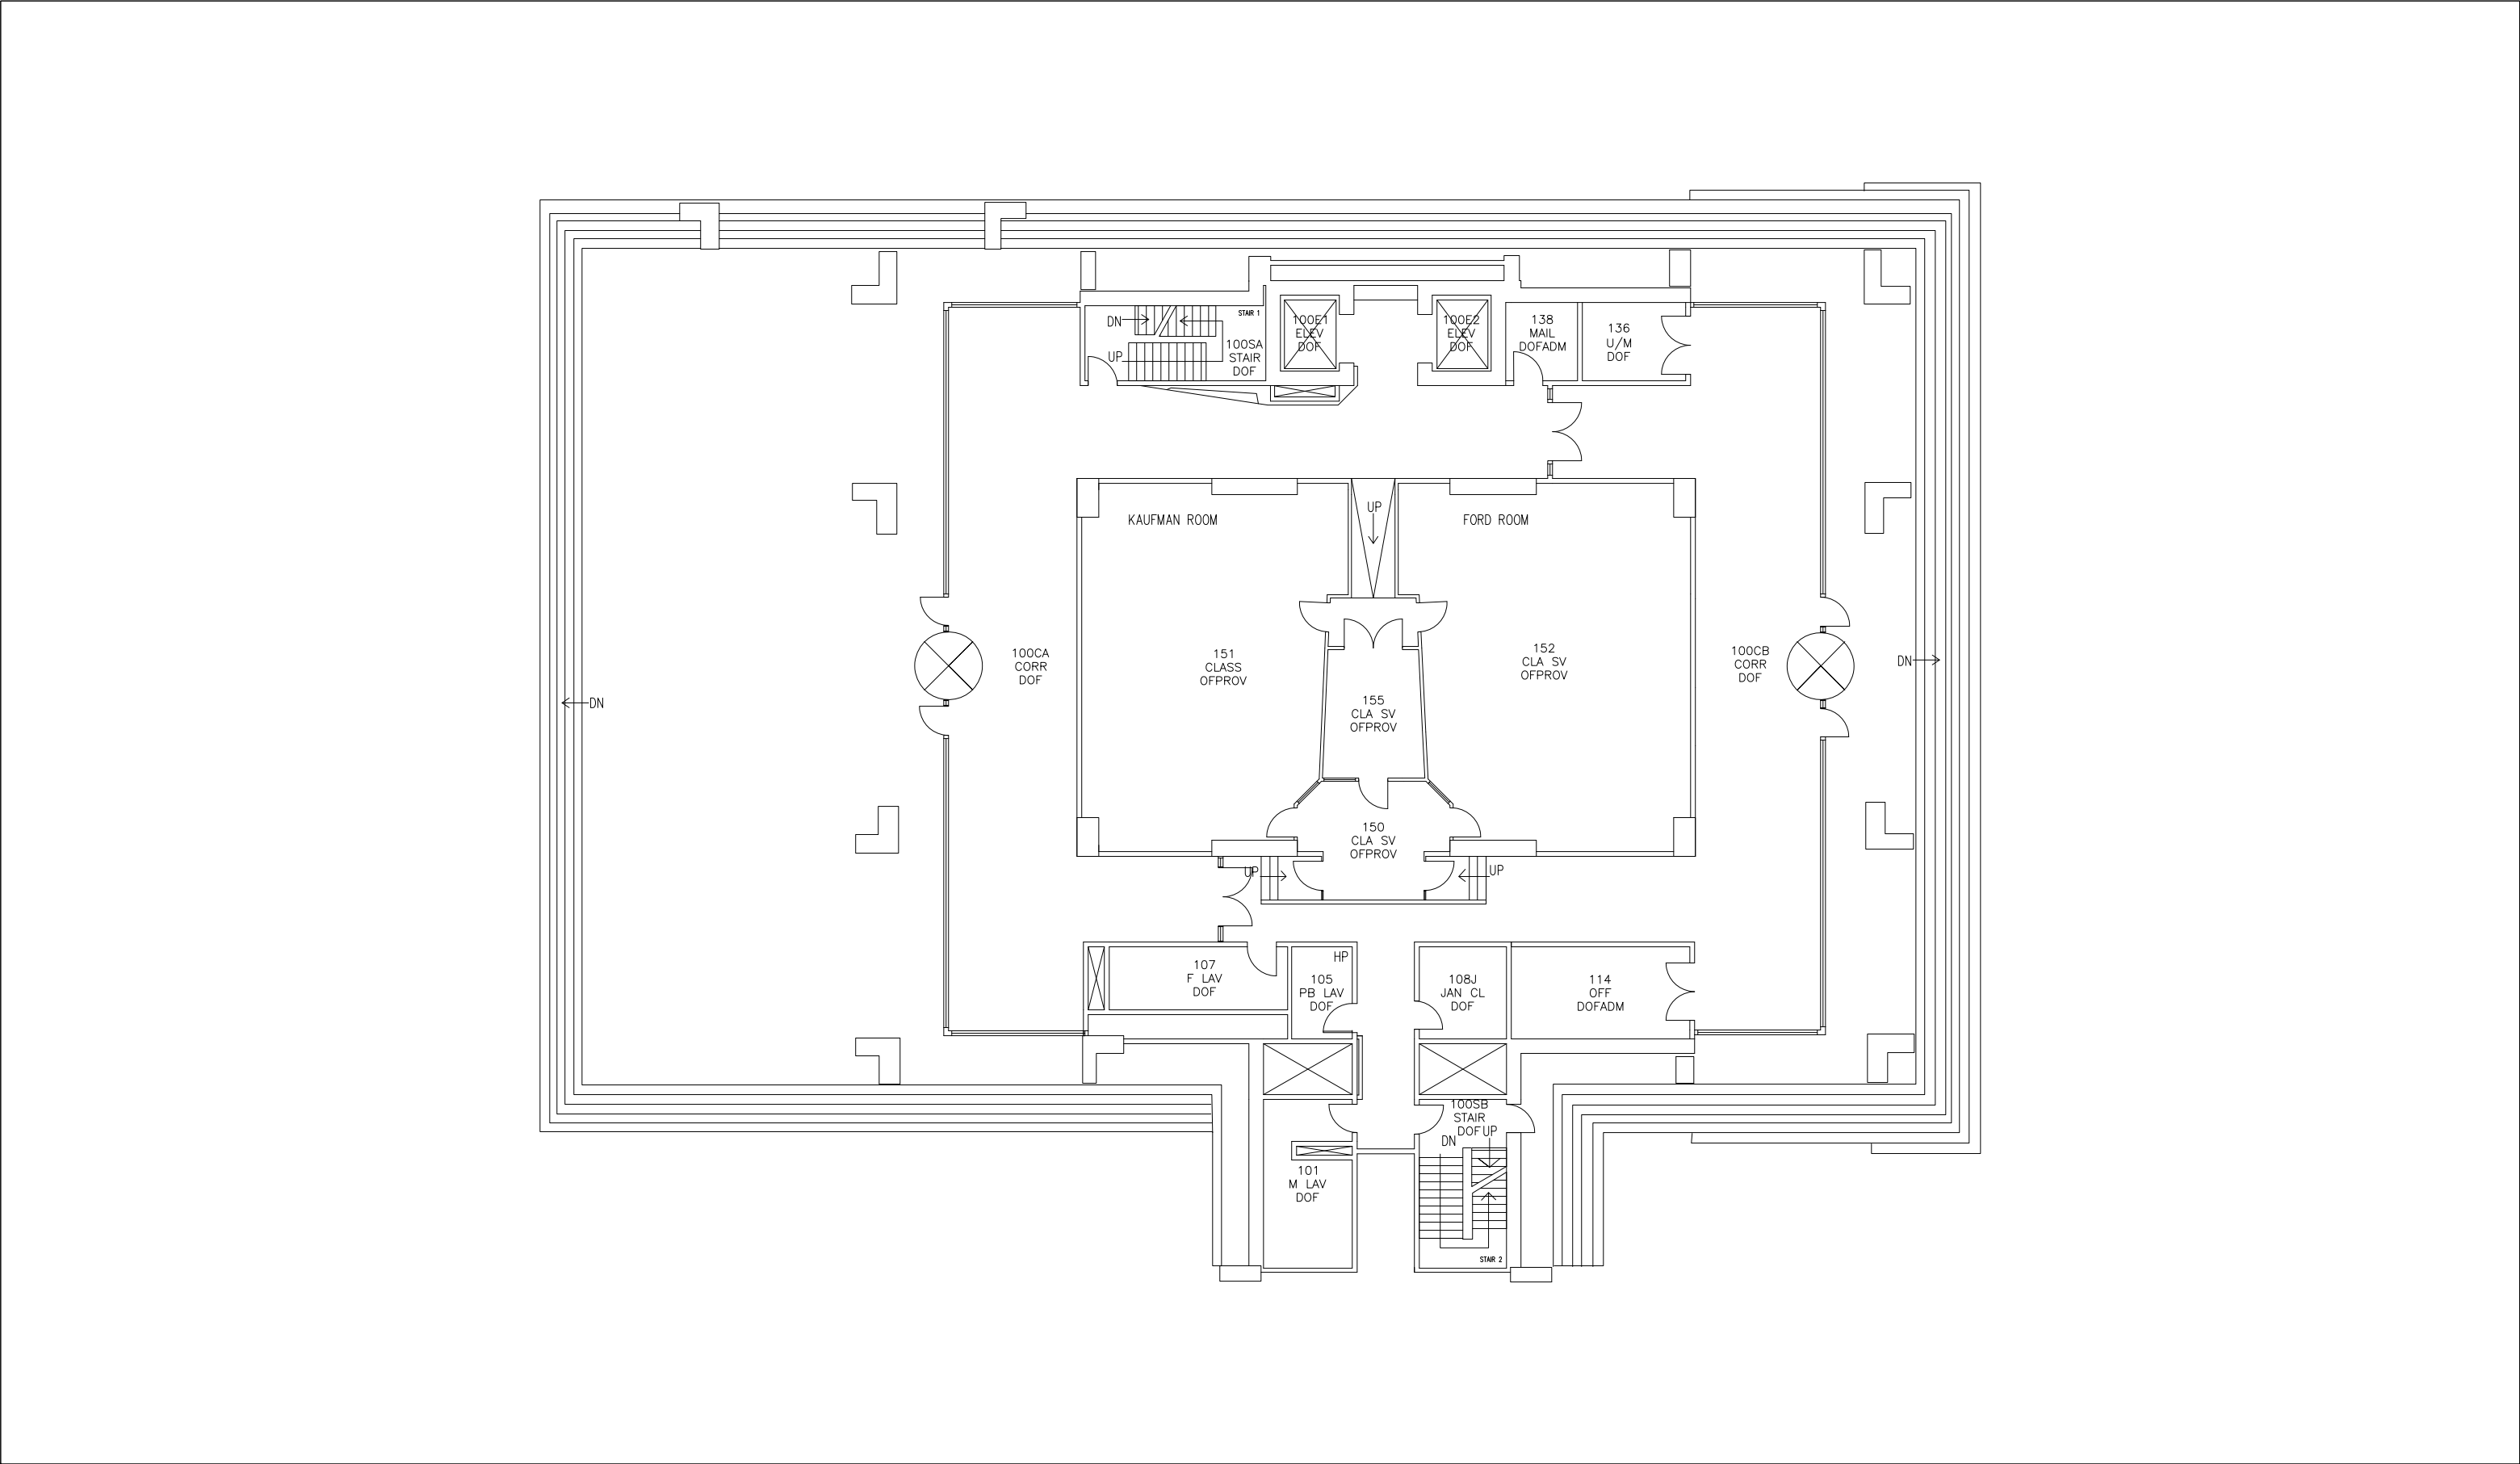 STAIR 1
DN
UP
100SA
STAIR
DOF
100E1
ELEV
DOF
100E2
ELEV
DOF
138
MAIL
DOFADM
136
U/M
DOF
KAUFMAN ROOM
UP
FORD ROOM
100CA
CORR
DOF
151
CLASS
OFPROV
155
CLA SV
OFPROV
152
CLA SV
OFPROV
100CB
CORR
DOF
DN
DN
150
CLA SV
OFPROV
UP
UP
107
F LAV
DOF
HP
105
PB LAV
DOF
108J
JAN CL
DOF
114
OFF
DOFADM
100SB
STAIR
DOF
UP
DN
101
M LAV
DOF
STAIR 2